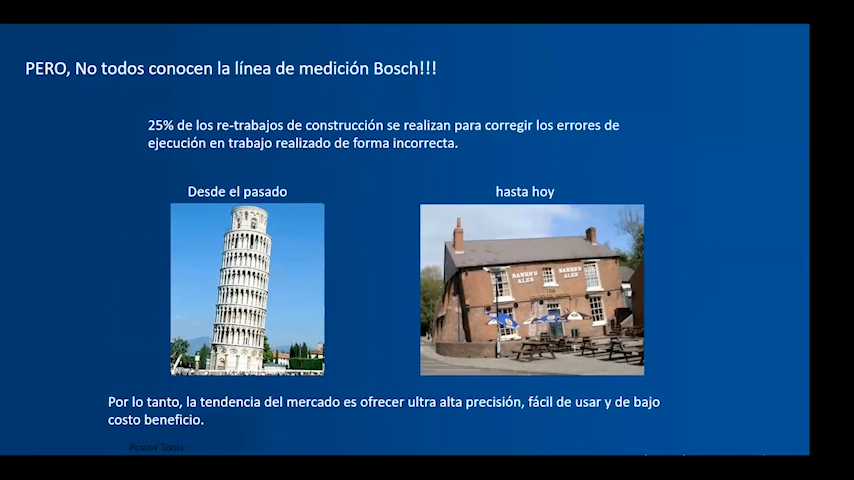 PERO, No todos conocen la línea de medición Bosch!!!
25% de los re-trabajos de construcción se realizan para corregir los errores de
ejecución en trabajo realizado de forma incorrecta.
Desde el pasado
hasta hoy
BANKS'S BANKS'S
ALES ALES
Por lo tanto, la tendencia del mercado es ofrecer ultra alta precisión, fácil de usar y de bajo
costo beneficio.
Power Tools